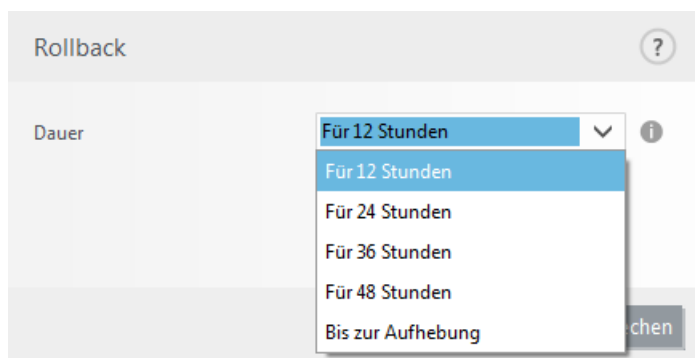 Rollback
?
Dauer
Für 12 Stunden
i
Für 12 Stunden
Für 24 Stunden
Für 36 Stunden
Für 48 Stunden
Bis zur Aufhebung